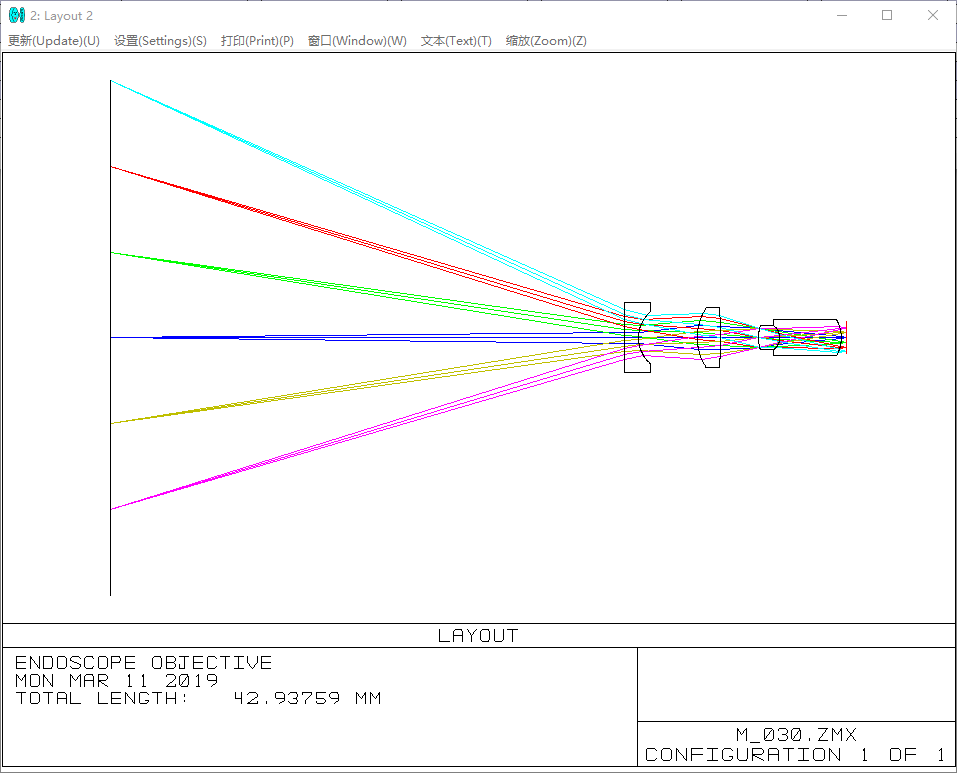 2: Layout 2
更新(Update)(U) 设置(Settings)(S) 打印(Print)(P) 窗口(Window)(W) 文本(Text)(T) 缩放(Zoom)(Z)
LAYOUT
ENDOSCOPE OBJECTIVE
MON MAR 11 2019
TOTAL LENGTH: 42.93759 MM
M_030.ZMX
CONFIGURATION 1 OF 1